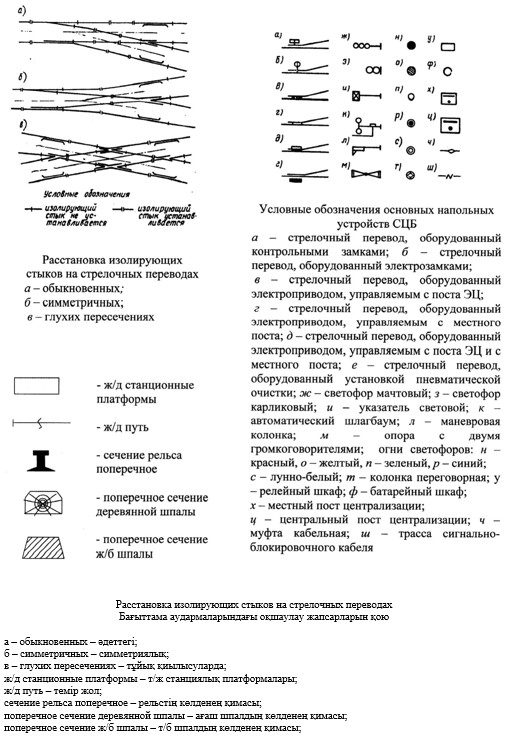 а)
б)
в)
Условные обозначения
изолирующий стык не устанавливается
изолирующий стык устанавливается
Расстановка изолирующих
стыков на стрелочных переводах
а – обыкновенных;
б – симметричных;
в – глухих пересечениях
- ж/д станционные
платформы
- ж/д путь
- сечение рельса
поперечное
- поперечное сечение
деревянной шпалы
- поперечное сечение
ж/б шпалы
а) ж) н) у)
б) з) о) ф)
в) и) п) х)
г) к) р) ц)
д) л) с) ч)
г) м) т) ш)
Условные обозначения основных напольных
устройств СЦБ
а – стрелочный перевод, оборудованный
контрольными замками; б – стрелочный
перевод, оборудованный электрозамками;
в – стрелочный перевод, оборудованный
электроприводом, управляемым с поста ЭЦ;
г – стрелочный перевод, оборудованный
электроприводом, управляемым с местного
поста; д – стрелочный перевод, оборудованный
электроприводом, управляемым с поста ЭЦ и с
местного поста; е – стрелочный перевод,
оборудованный установкой пневматической
очистки; ж – светофор мачтовый; з – светофор
карликовый; и – указатель световой; к –
автоматический шлагбаум; л – маневровая
колонка; м – опора с двумя
громкоговорителями; огни светофоров: н –
красный, о – желтый, п – зеленый, р – синий;
с – лунно-белый; т – колонка переговорная; у
– релейный шкаф; ф – батарейный шкаф;
х – местный пост централизации;
ц – центральный пост централизации; ч –
муфта кабельная; ш – трасса сигнально-
блокировочного кабеля
Расстановка изолирующих стыков на стрелочных переводах
Бағыттама аудармаларындағы оқшаулау жапсарларын қою
а – обыкновенных – әдеттегі;
б – симметричных – симметриялық;
в – глухих пересечениях – тұйық қиылысуларда;
ж/д станционные платформы – т/ж станциялық платформалары;
ж/д путь – темір жол;
сечение рельса поперечное – рельстің көлденең қимасы;
поперечное сечение деревянной шпалы – ағаш шпалдың көлденең қимасы;
поперечное сечение ж/б шпалы – т/б шпалдың көлденең қимасы;